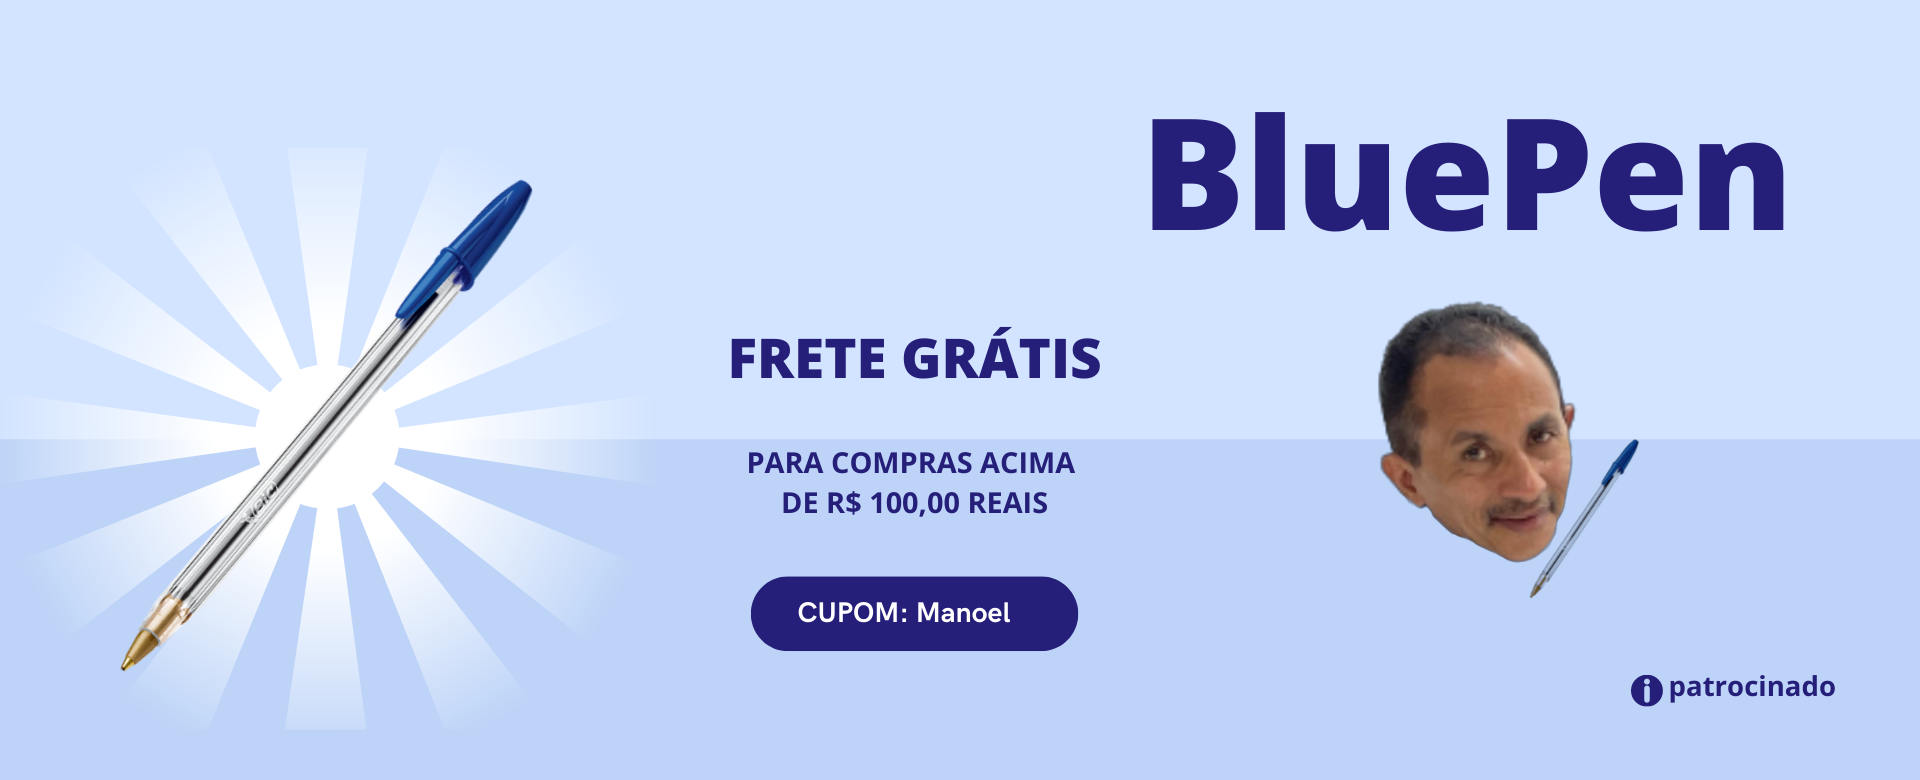 BluePen
FRETE GRÁTIS
PARA COMPRAS ACIMA
DE R$ 100,00 REAIS
CUPOM: Manoel
patrocinado